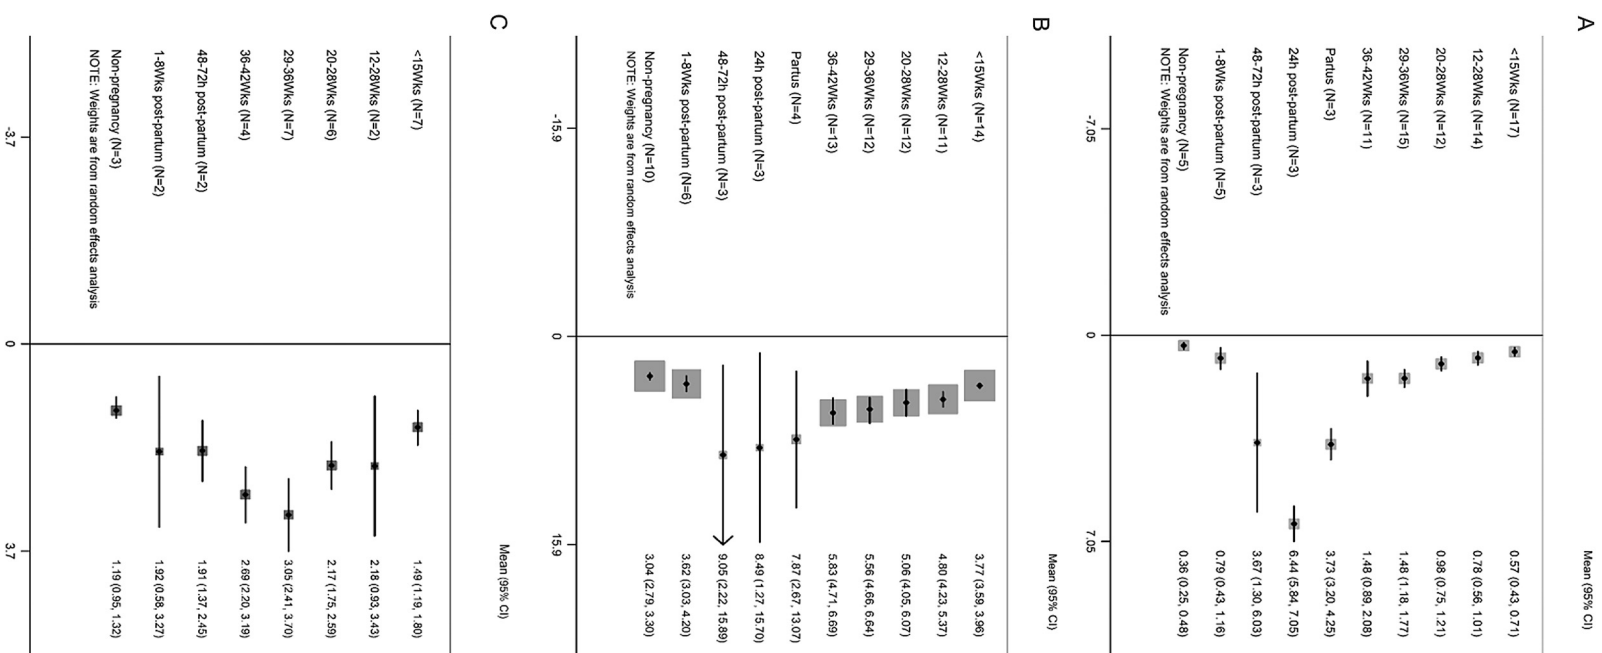 A
Mean (95% CI)
<15Wks (N=17) 0.57 (0.43, 0.71)
12-28Wks (N=14) 0.78 (0.56, 1.01)
20-28Wks (N=12) 0.98 (0.75, 1.21)
29-36Wks (N=15) 1.48 (1.18, 1.77)
36-42Wks (N=11) 1.48 (0.89, 2.08)
Partus (N=3) 3.73 (3.20, 4.25)
24h post-partum (N=3) 6.44 (5.84, 7.05)
48-72h post-partum (N=3) 3.67 (1.30, 6.03)
1-8Wks post-partum (N=5) 0.79 (0.43, 1.16)
Non-pregnancy (N=5) 0.36 (0.25, 0.48)
NOTE: Weights are from random effects analysis
-7.05 0 7.05
B
Mean (95% CI)
<15Wks (N=14) 3.77 (3.59, 3.96)
12-28Wks (N=11) 4.80 (4.23, 5.37)
20-28Wks (N=12) 5.06 (4.05, 6.07)
29-36Wks (N=12) 5.56 (4.66, 6.64)
36-42Wks (N=13) 5.83 (4.71, 6.69)
Partus (N=4) 7.87 (2.67, 13.07)
24h post-partum (N=3) 8.49 (1.27, 15.70)
48-72h post-partum (N=3) 9.05 (2.22, 15.89)
1-8Wks post-partum (N=6) 3.62 (3.03, 4.20)
Non-pregnancy (N=10) 3.04 (2.79, 3.30)
NOTE: Weights are from random effects analysis
-15.9 0 15.9
C
Mean (95% CI)
<15Wks (N=7) 1.49 (1.19, 1.80)
12-28Wks (N=2) 2.18 (0.93, 3.43)
20-28Wks (N=6) 2.17 (1.75, 2.59)
29-36Wks (N=7) 3.05 (2.41, 3.70)
36-42Wks (N=4) 2.69 (2.20, 3.19)
48-72h post-partum (N=2) 1.91 (1.37, 2.45)
1-8Wks post-partum (N=2) 1.92 (0.58, 3.27)
Non-pregnancy (N=3) 1.19 (0.95, 1.32)
NOTE: Weights are from random effects analysis
-3.7 0 3.7